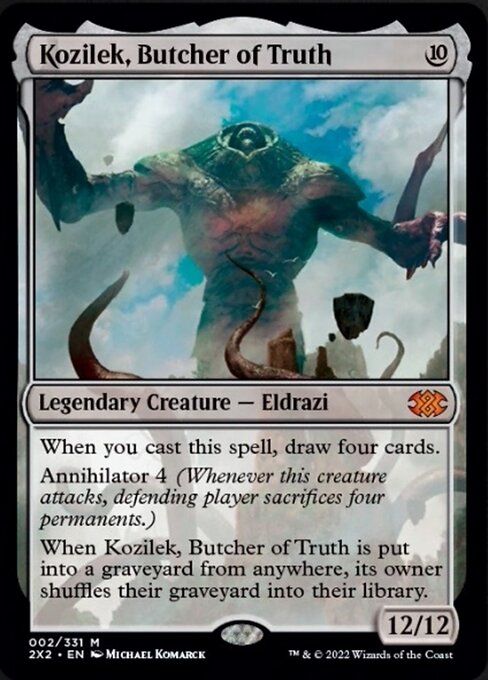 Kozilek, Butcher of Truth 10
Legendary Creature — Eldrazi
When you cast this spell, draw four cards.
Annihilator 4 (Whenever this creature
attacks, defending player sacrifices four
permanents.)
When Kozilek, Butcher of Truth is put
into a graveyard from anywhere, its owner
shuffles their graveyard into their library.
12/12
002/331 M
2X2 • EN Michael Komarck ™ & © 2022 Wizards of the Coast